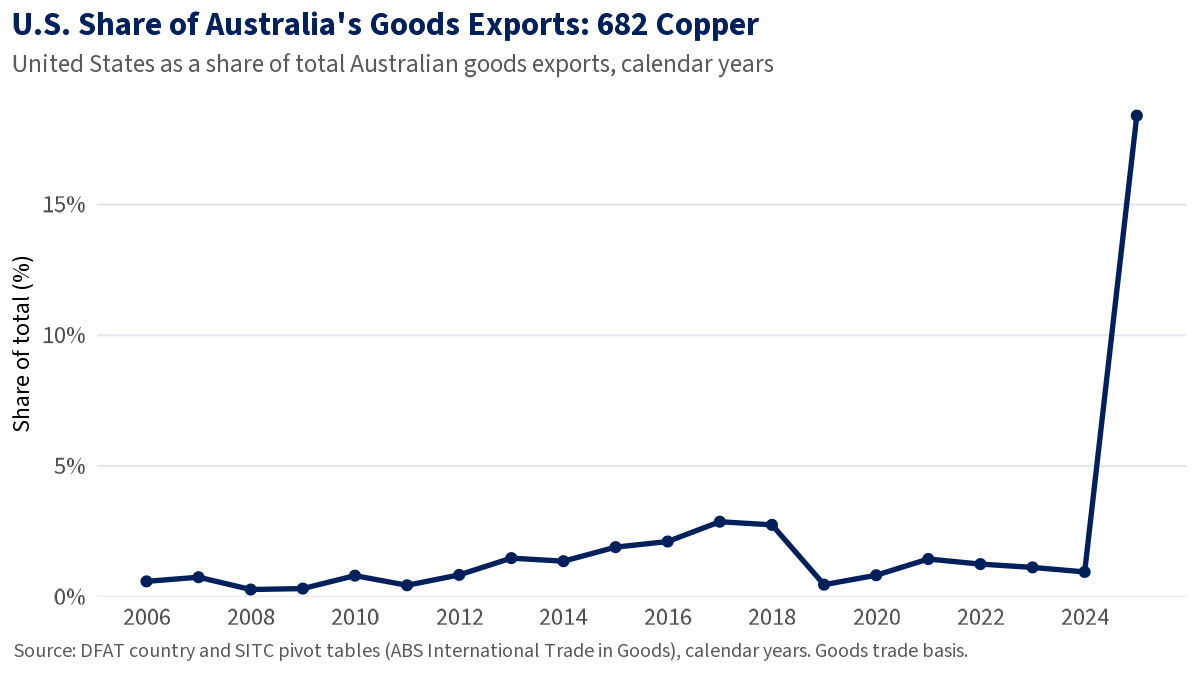 U.S. Share of Australia's Goods Exports: 682 Copper
United States as a share of total Australian goods exports, calendar years
Share of total (%)
15%
10%
5%
0%
2006 2008 2010 2012 2014 2016 2018 2020 2022 2024
Source: DFAT country and SITC pivot tables (ABS International Trade in Goods), calendar years. Goods trade basis.